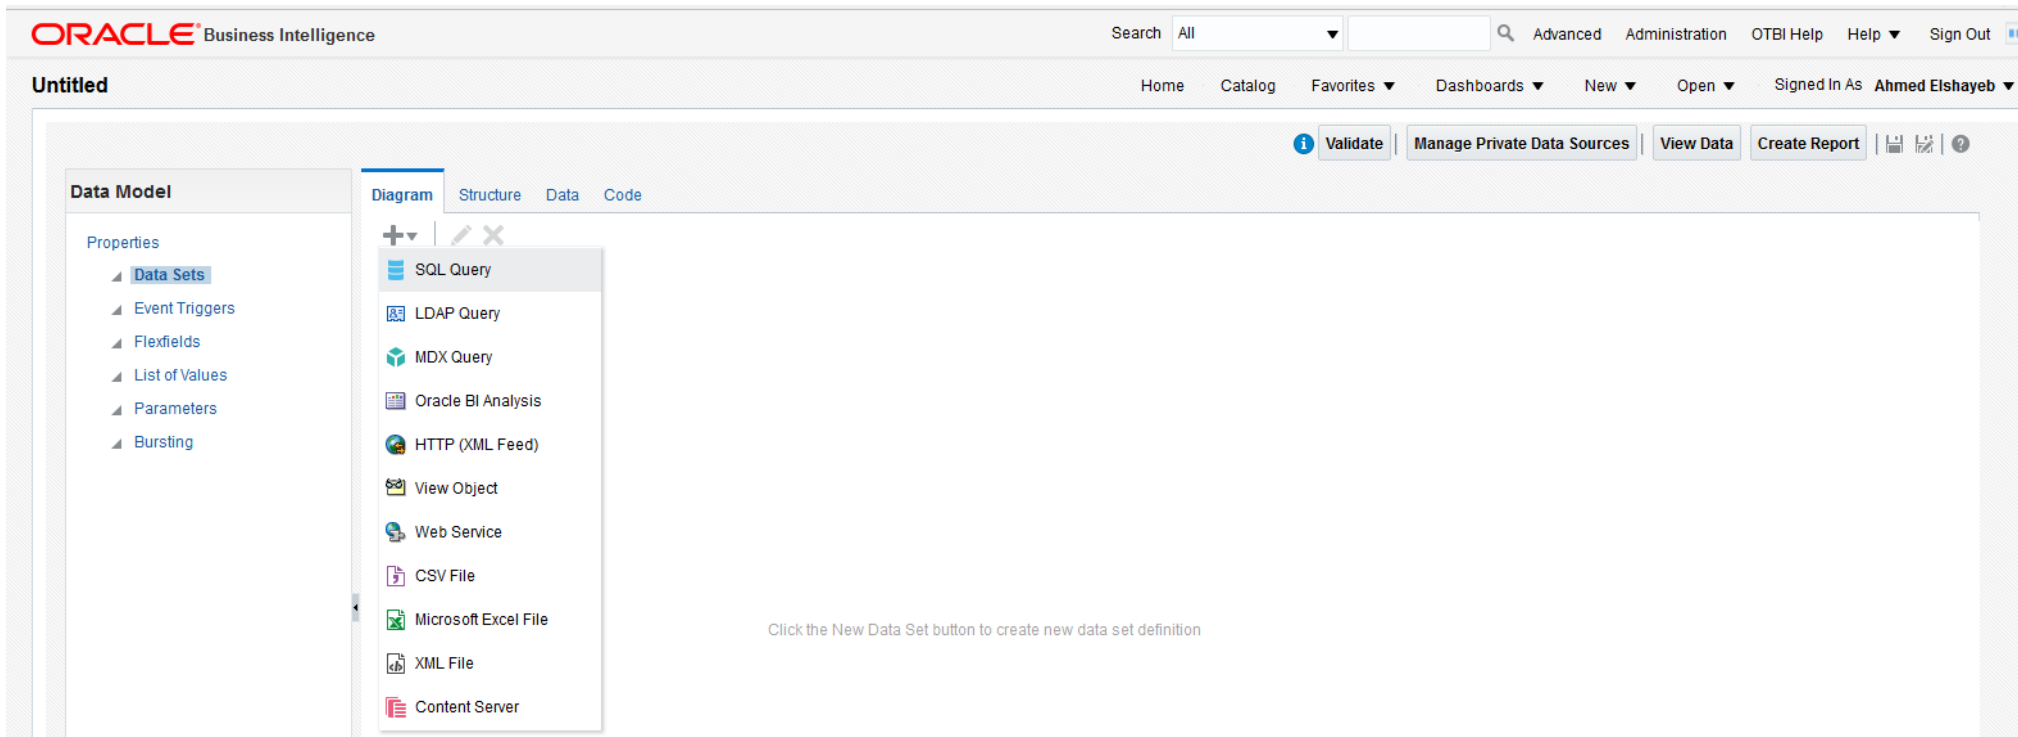 ORACLE Business Intelligence
Search All Advanced Administration OTBI Help Help Sign Out
Untitled
Home Catalog Favorites Dashboards New Open Signed In As Ahmed Elshayeb
Validate Manage Private Data Sources View Data Create Report
Data Model
Diagram Structure Data Code
Properties
Data Sets
Event Triggers
Flexfields
List of Values
Parameters
Bursting
SQL Query
LDAP Query
MDX Query
Oracle BI Analysis
HTTP (XML Feed)
View Object
Web Service
CSV File
Microsoft Excel File
XML File
Content Server
Click the New Data Set button to create new data set definition